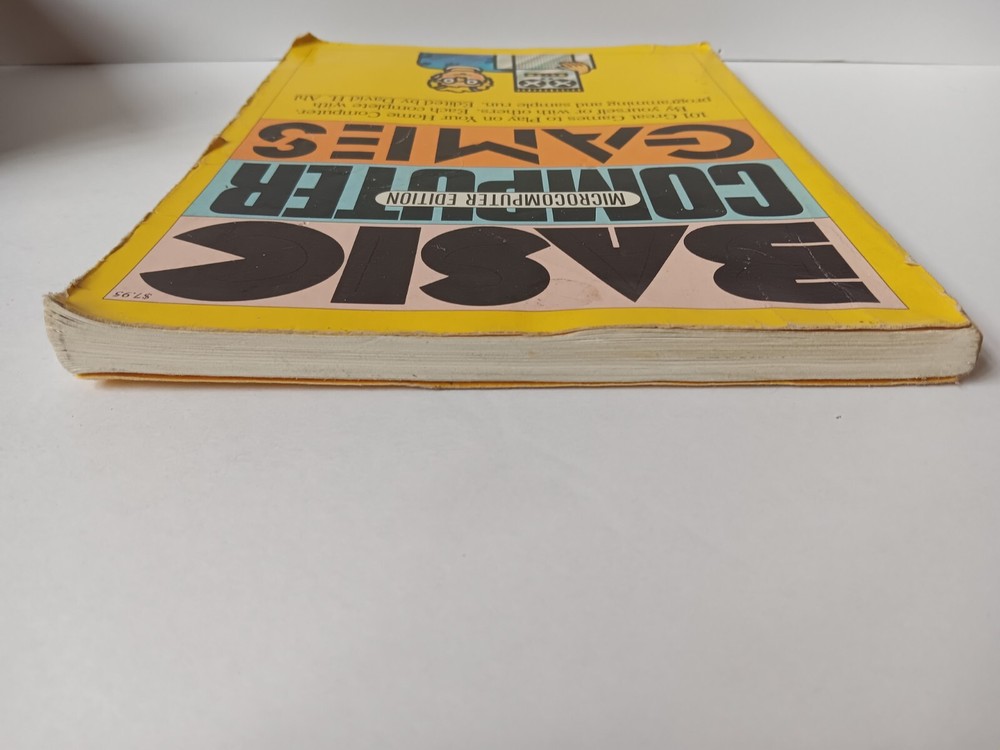 $7.95
BASIC
COMPUTER
MICROCOMPUTER EDITION
GAMES
101 Great Games to Play on Your Home Computer.
By yourself or with others. Each complete with
programming and sample run. Edited by David H. Ahl